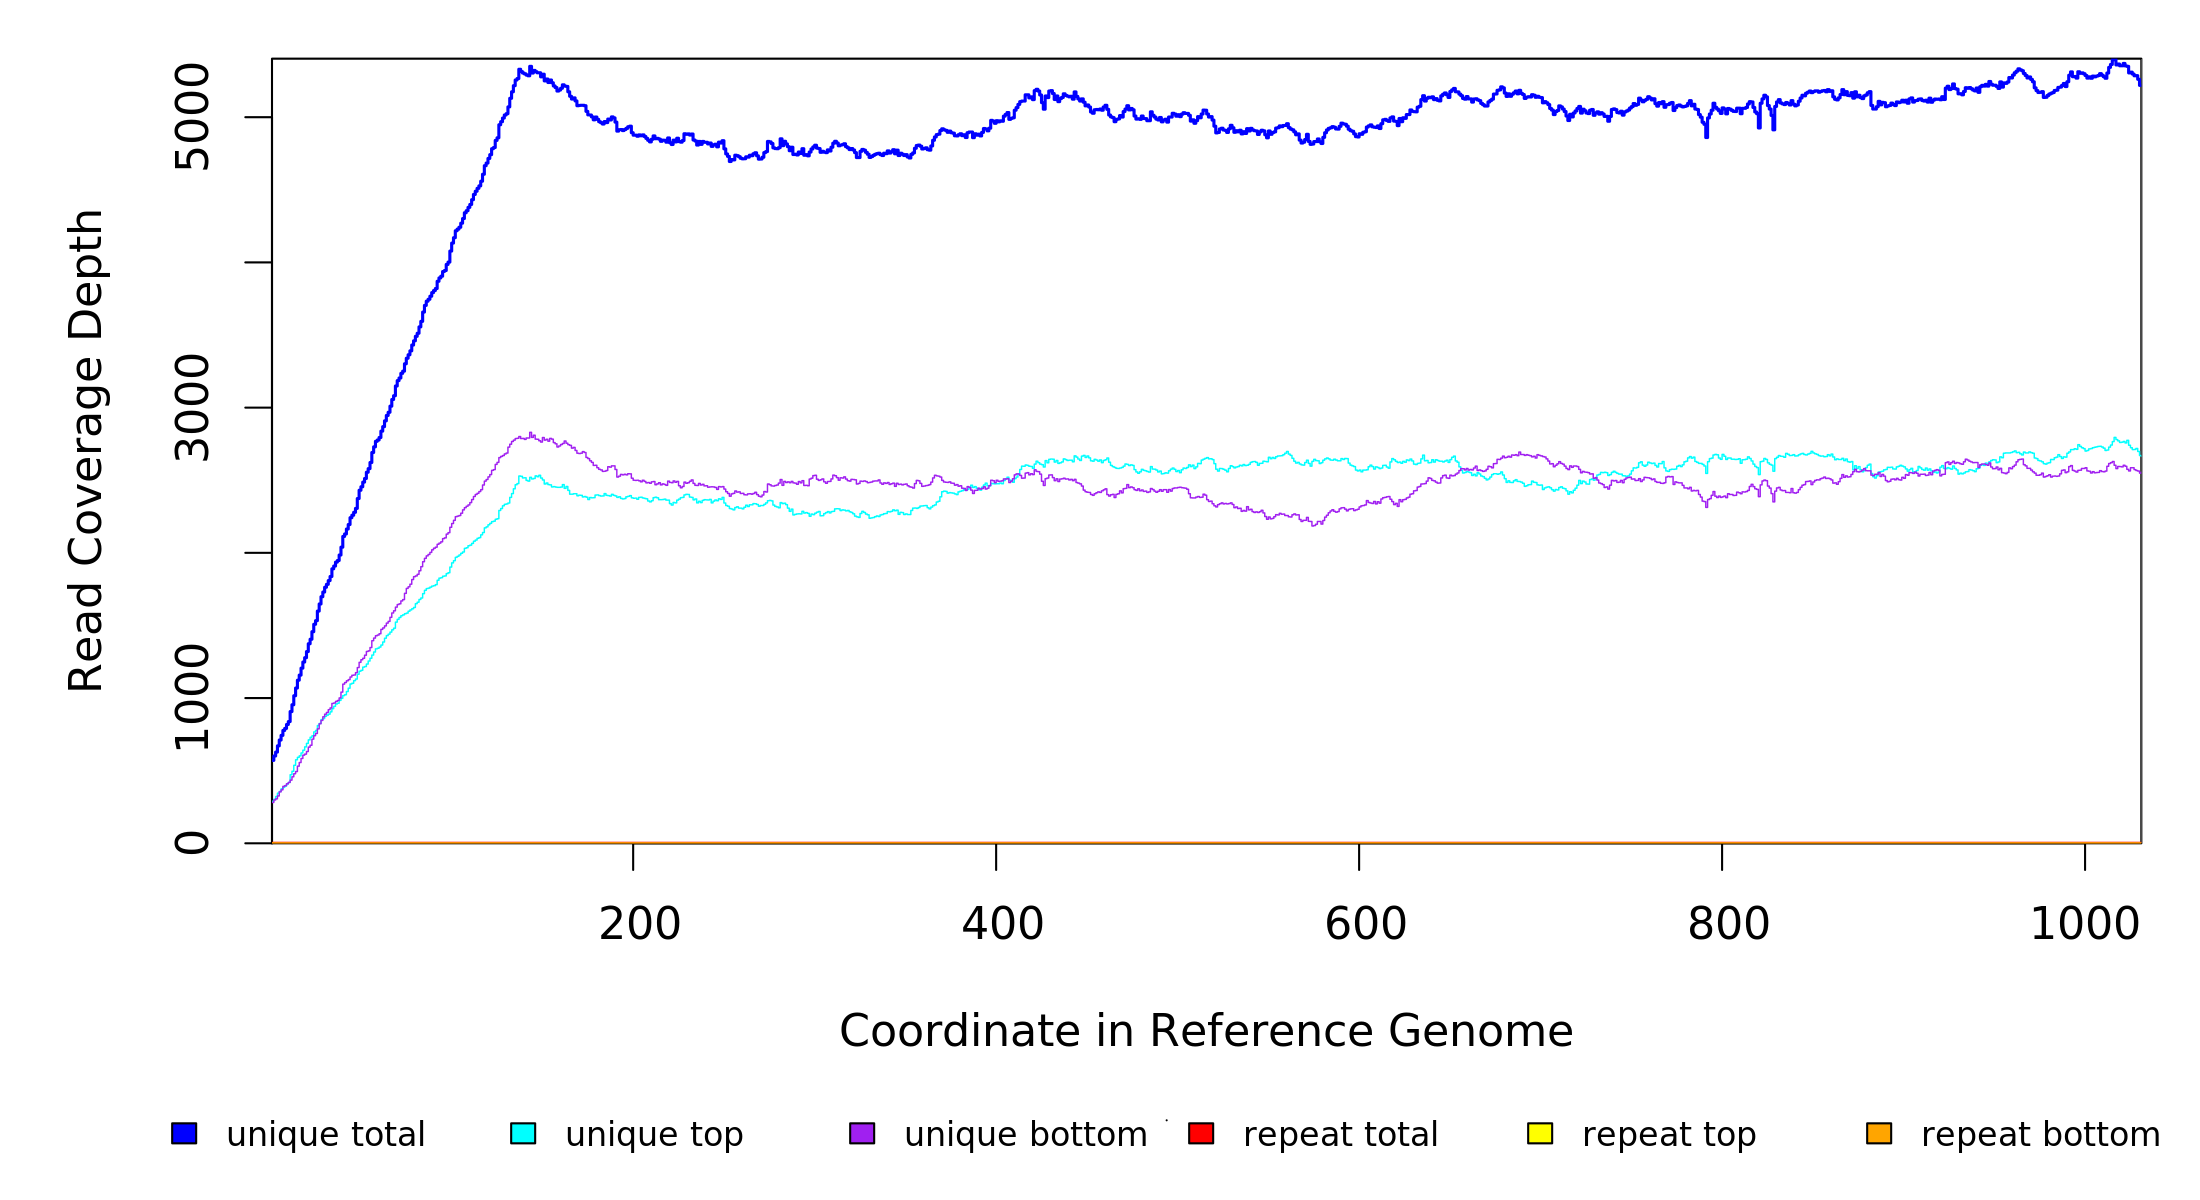 Read Coverage Depth
5000
3000
1000
0
200 400 600 800 1000
Coordinate in Reference Genome
unique total unique top unique bottom repeat total repeat top repeat bottom